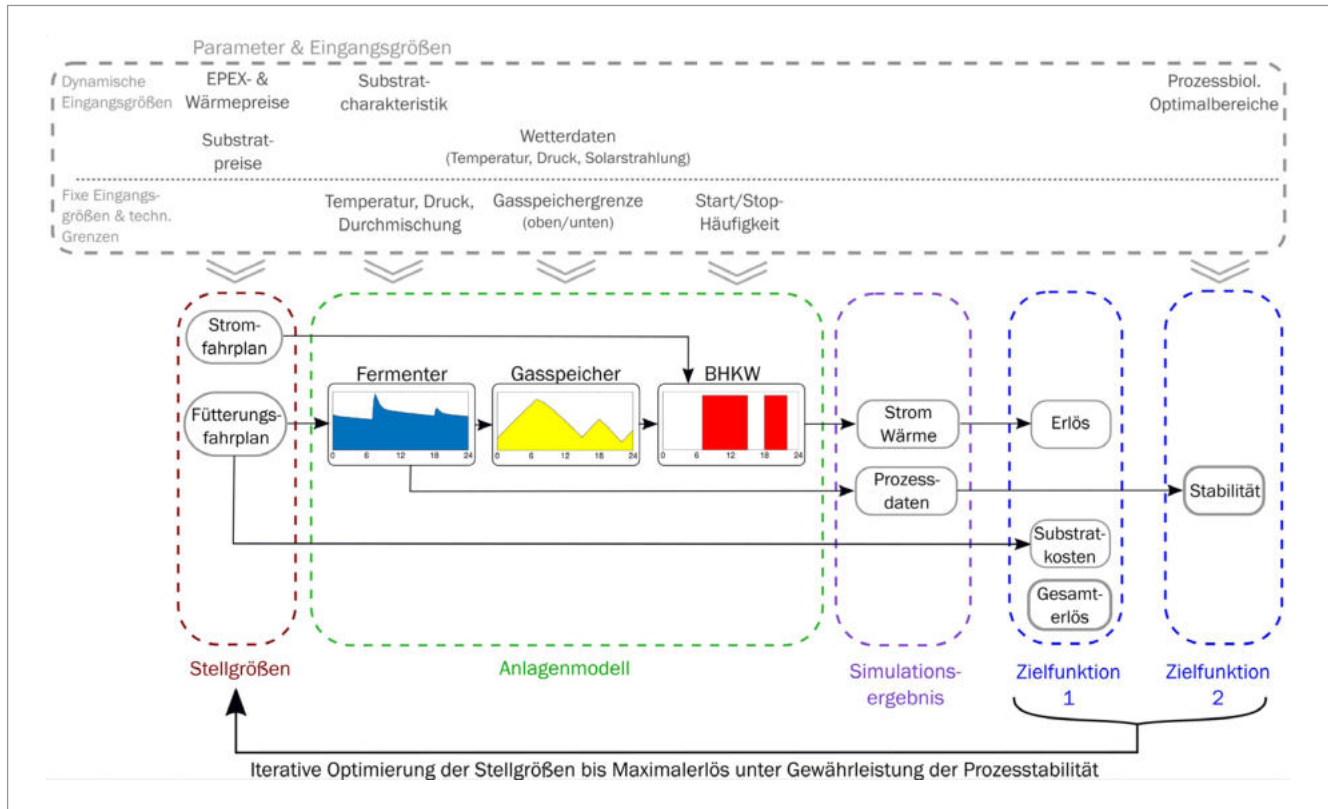 Parameter & Eingangsgrößen
Dynamische
Eingangsgrößen
EPEX- &
Wärmepreise
Substrat-
charakteristik
Prozessbiol.
Optimalbereiche
Substrat-
preise
Wetterdaten
(Temperatur, Druck, Solarstrahlung)
Fixe Eingangs-
größen & techn.
Grenzen
Temperatur, Druck,
Durchmischung
Gasspeichergrenze
(oben/unten)
Start/Stop-
Häufigkeit
Strom-
fahrplan
Fütterungs-
fahrplan
Fermenter
0 6 12 18 24
Gasspeicher
0 6 12 18 24
BHKW
0 6 12 18 24
Strom
Wärme
Prozess-
daten
Erlös
Substrat-
kosten
Gesamt-
erlös
Stabilität
Stellgrößen
Anlagenmodell
Simulations-
ergebnis
Zielfunktion
1
Zielfunktion
2
Iterative Optimierung der Stellgrößen bis Maximalerlös unter Gewährleistung der Prozesstabilität